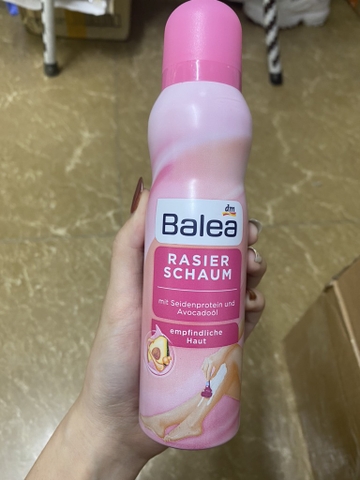 dm
Balea
RASIER
SCHAUM
mit Seidenprotein und
Avocadoöl
empfindliche
Haut